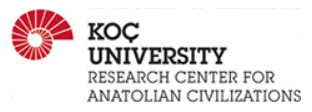 KOÇ
UNIVERSITY
RESEARCH CENTER FOR
ANATOLIAN CIVILIZATIONS